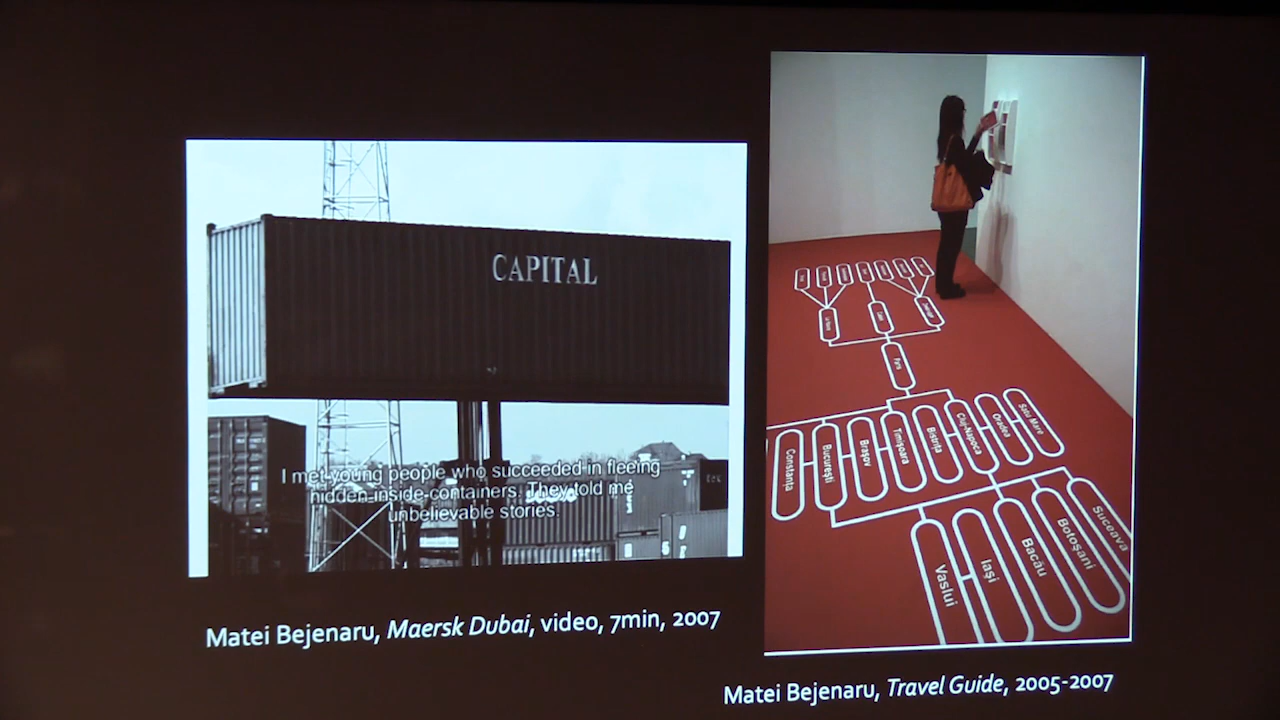 CAPITAL
I met young people who succeeded in fleeing
hidden inside containers. They told me
unbelievable stories.
Matei Bejenaru, Maersk Dubai, video, 7min, 2007
Paris
Constanța
București
Brașov
Timișoara
Bistrița
Cluj-Napoca
Oradea
Satu Mare
Vaslui
Iași
Bacău
Botoșani
Suceava
Matei Bejenaru, Travel Guide, 2005-2007